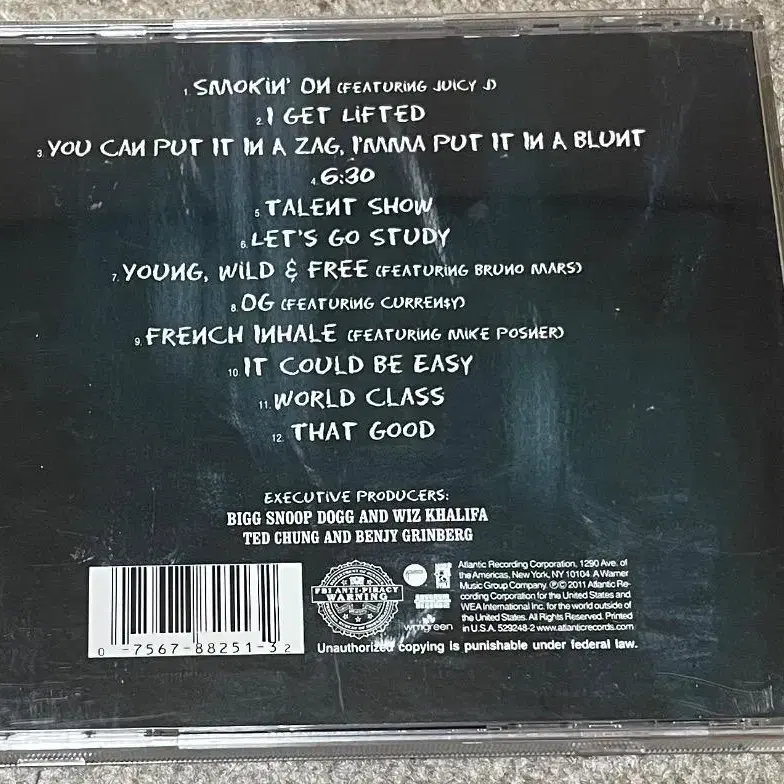 1. SMOKIN' ON (FEATURING JUICY J)
2. I GET LIFTED
3. YOU CAN PUT IT IN A ZAG, I'MMA PUT IT IN A BLUNT
4. 6:30
5. TALENT SHOW
6. LET'S GO STUDY
7. YOUNG, WILD & FREE (FEATURING BRUNO MARS)
8. OG (FEATURING CURREN$Y)
9. FRENCH INHALE (FEATURING MIKE POSNER)
10. IT COULD BE EASY
11. WORLD CLASS
12. THAT GOOD
EXECUTIVE PRODUCERS:
BIGG SNOOP DOGG AND WIZ KHALIFA
TED CHUNG AND BENJY GRINBERG
0 -7567-88251-3 2
FBI ANTI-PIRACY
WARNING
wmgreen
Atlantic Recording Corporation, 1290 Ave. of
the Americas, New York, NY 10104 A Warner
Music Group Company. ℗© 2011 Atlantic Re-
cording Corporation for the United States and
WEA International Inc. for the world outside of
the United States. All Rights Reserved. Printed
in U.S.A. 529248-2 www.atlanticrecords.com
Unauthorized copying is punishable under federal law.